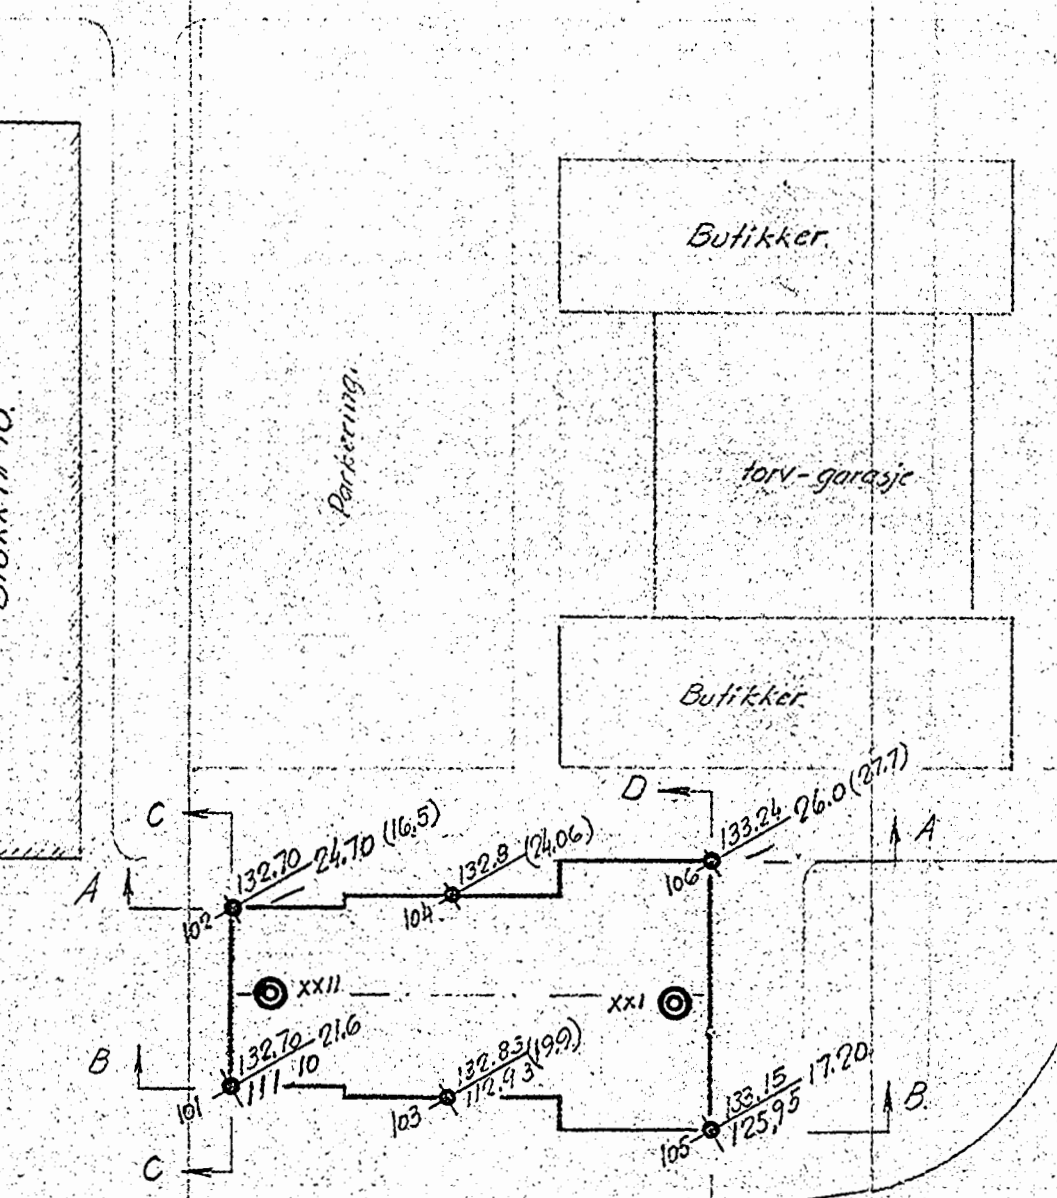 Butikker.
Parkering.
torv-garasje
Butikker.
D
C
133.24 26.0 (27.7)
A
132.70 24.70 (16.5)
132.8 (24.06)
A
106
102
104
XXII
XXI
B
132.70 21.6
111 10
132.83 (19.9)
112.93
133.15 17.20
125,95
B.
101
103
105
C